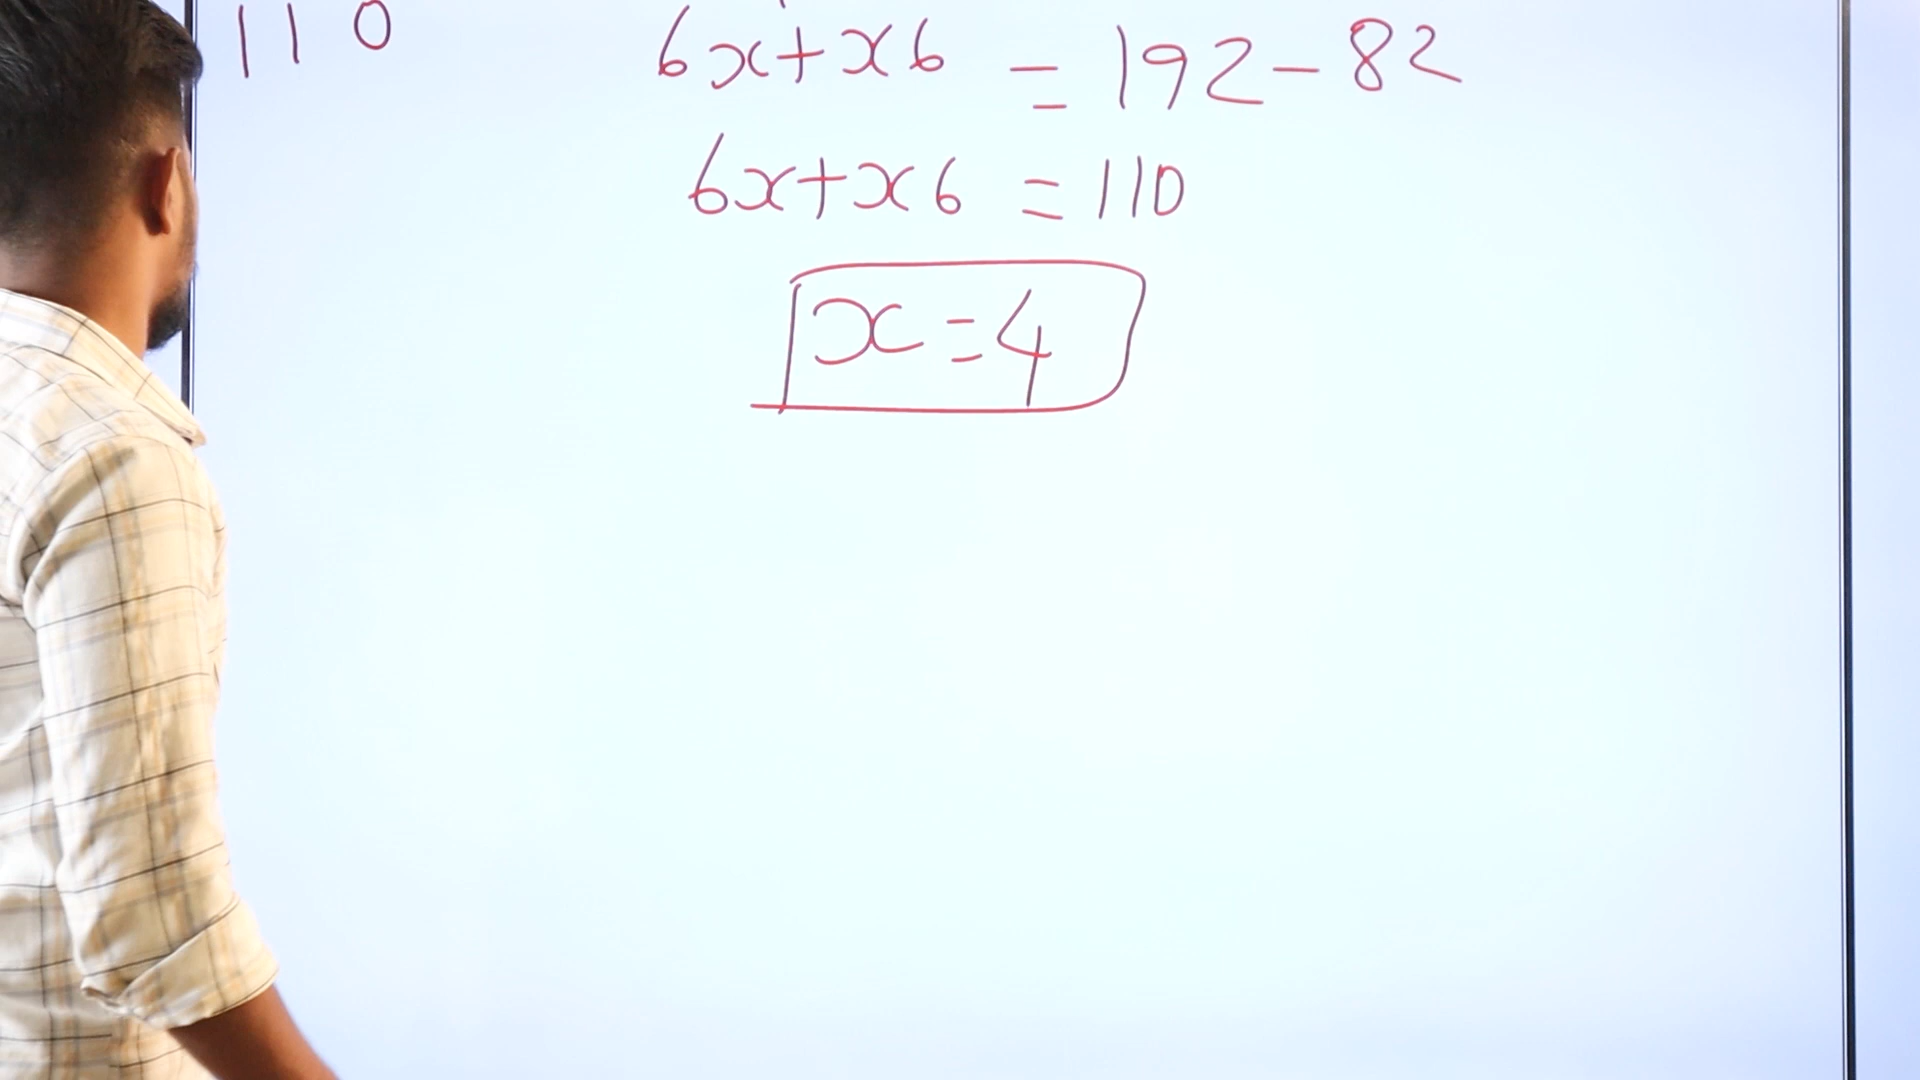 110
6x+x6 = 192-82
6x+x6 = 110
x=4